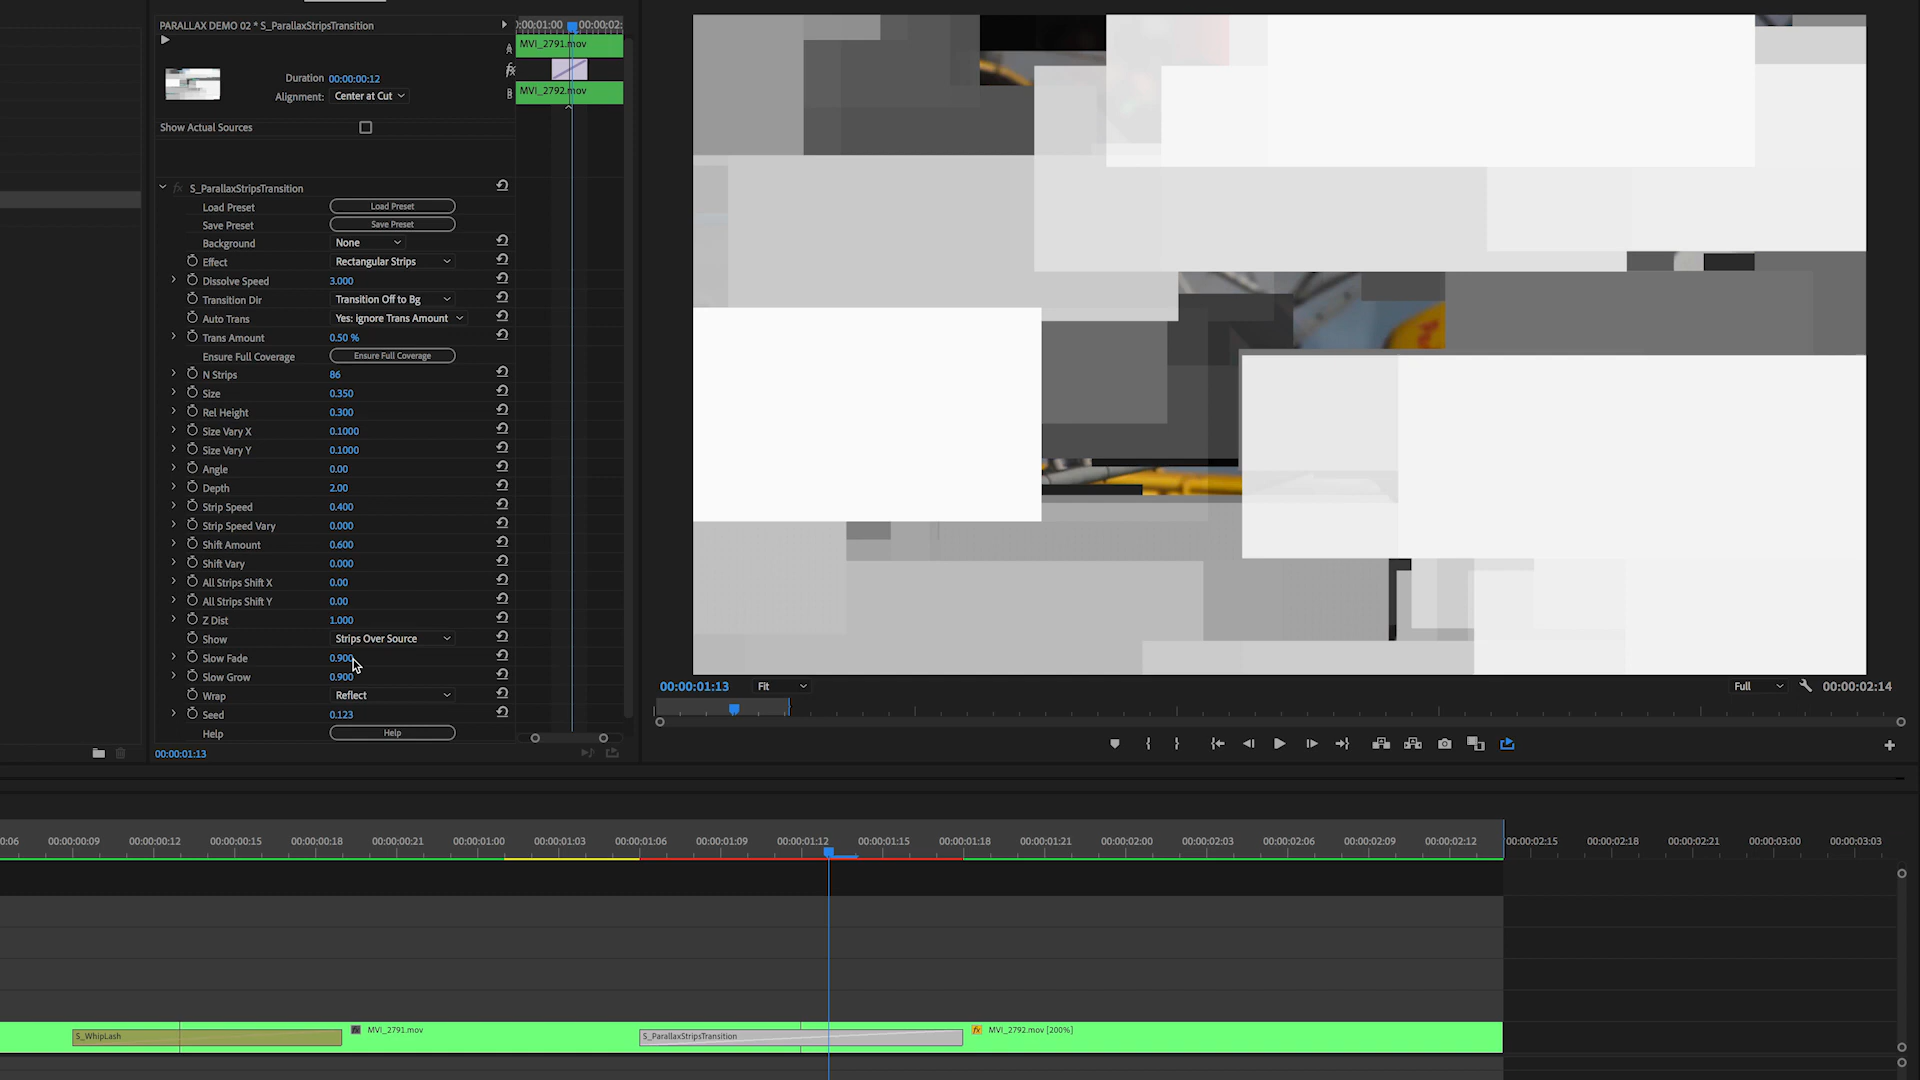 PARALLAX DEMO 02 * S_ParallaxStripsTransition
00:00:01:00 00:00:02:
MVI_2791.mov
Duration 00:00:00:12
MVI_2792.mov
Alignment: Center at Cut
Show Actual Sources
S_ParallaxStripsTransition
Load Preset Load Preset
Save Preset Save Preset
Background None
Effect Rectangular Strips
Dissolve Speed 3.000
Transition Dir Transition Off to Bg
Auto Trans Yes: ignore Trans Amount
Trans Amount 0.50 %
Ensure Full Coverage Ensure Full Coverage
N Strips 86
Size 0.350
Rel Height 0.300
Size Vary X 0.1000
Size Vary Y 0.1000
Angle 0.00
Depth 2.00
Strip Speed 0.400
Strip Speed Vary 0.000
Shift Amount 0.600
Shift Vary 0.000
All Strips Shift X 0.00
All Strips Shift Y 0.00
Z Dist 1.000
Show Strips Over Source
Slow Fade 0.900
Slow Grow 0.900
Wrap Reflect
Seed 0.123
Help Help
00:00:01:13
00:00:01:13 Fit Full 00:00:02:14
0:06 00:00:00:09 00:00:00:12 00:00:00:15 00:00:00:18 00:00:00:21 00:00:01:00 00:00:01:03 00:00:01:06 00:00:01:09 00:00:01:12 00:00:01:15 00:00:01:18 00:00:01:21 00:00:02:00 00:00:02:03 00:00:02:06 00:00:02:09 00:00:02:12 00:00:02:15 00:00:02:18 00:00:02:21 00:00:03:00 00:00:03:03
S_WhipLash
MVI_2791.mov
S_ParallaxStripsTransition
MVI_2792.mov [200%]